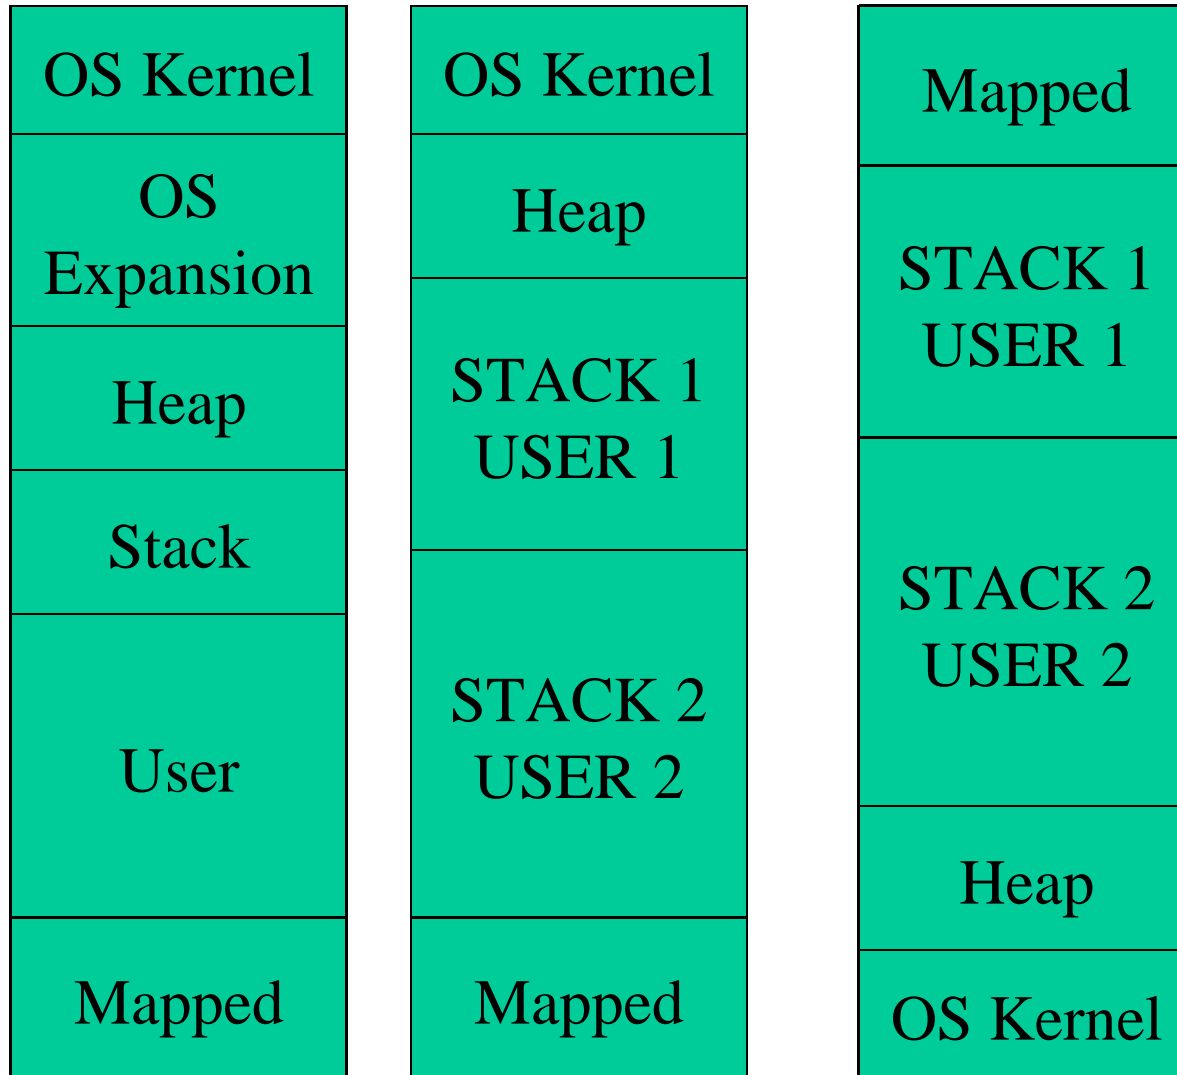 OS Kernel
OS
Expansion
Heap
Stack
User
Mapped
OS Kernel
Heap
STACK 1
USER 1
STACK 2
USER 2
Mapped
Mapped
STACK 1
USER 1
STACK 2
USER 2
Heap
OS Kernel